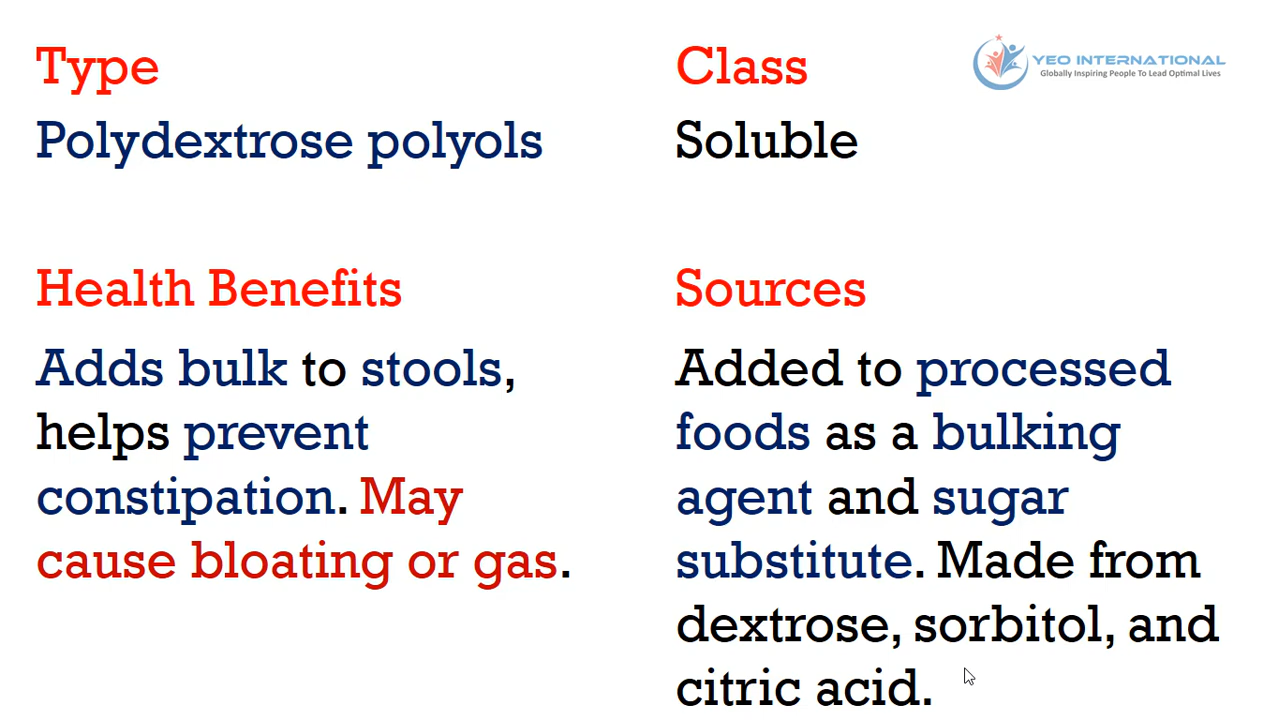 Type
Polydextrose polyols
Health Benefits
Adds bulk to stools,
helps prevent
constipation. May
cause bloating or gas.
Class
Soluble
Sources
Added to processed
foods as a bulking
agent and sugar
substitute. Made from
dextrose, sorbitol, and
citric acid.
YEO INTERNATIONAL
Globally Inspiring People To Lead Optimal Lives